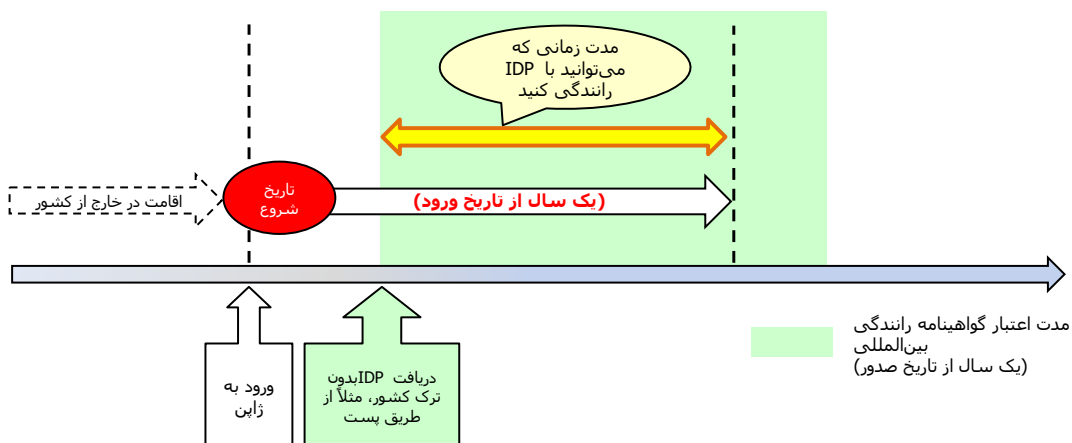 مدت زمانی که
می‌توانید با IDP
رانندگی کنید
اقامت در خارج از کشور
تاریخ
شروع
(یک سال از تاریخ ورود)
ورود به
ژاپن
دریافت IDPبدون
ترک کشور، مثلاً از
طریق پست
مدت اعتبار گواهینامه رانندگی
بین‌المللی
(یک سال از تاریخ صدور)